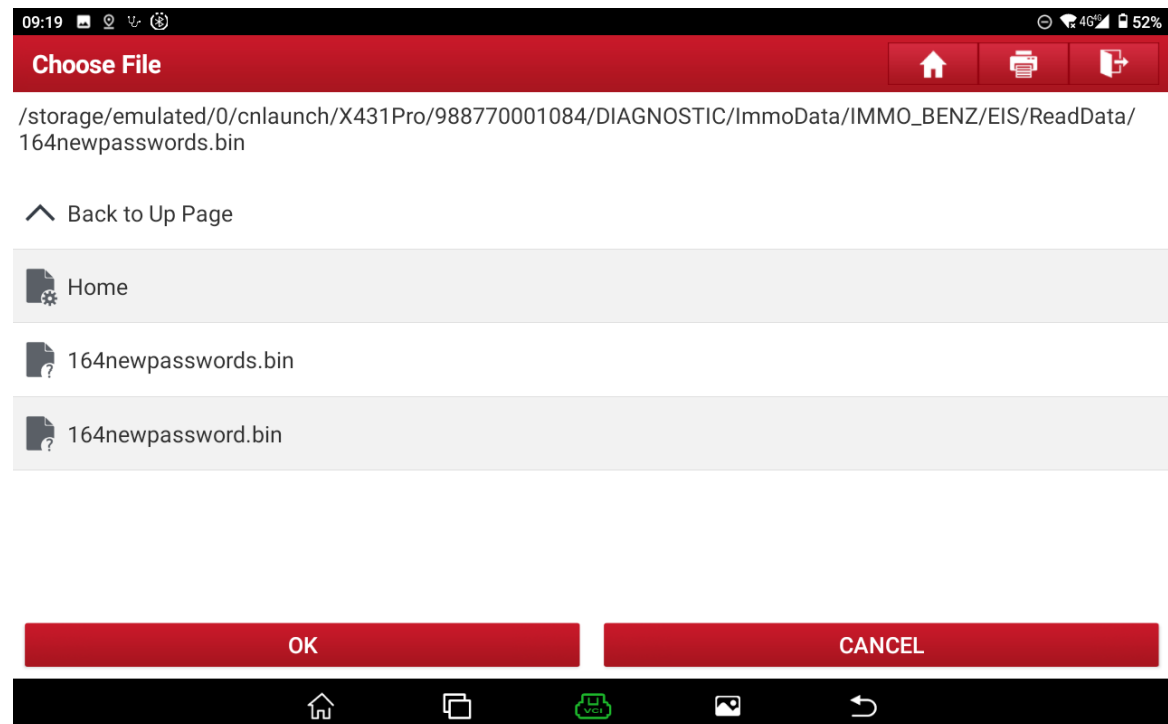 09:19
4G 4G 52%
Choose File
/storage/emulated/0/cnlaunch/X431Pro/988770001084/DIAGNOSTIC/ImmoData/IMMO_BENZ/EIS/ReadData/
164newpasswords.bin
Back to Up Page
Home
164newpasswords.bin
164newpassword.bin
OK
CANCEL
VCI